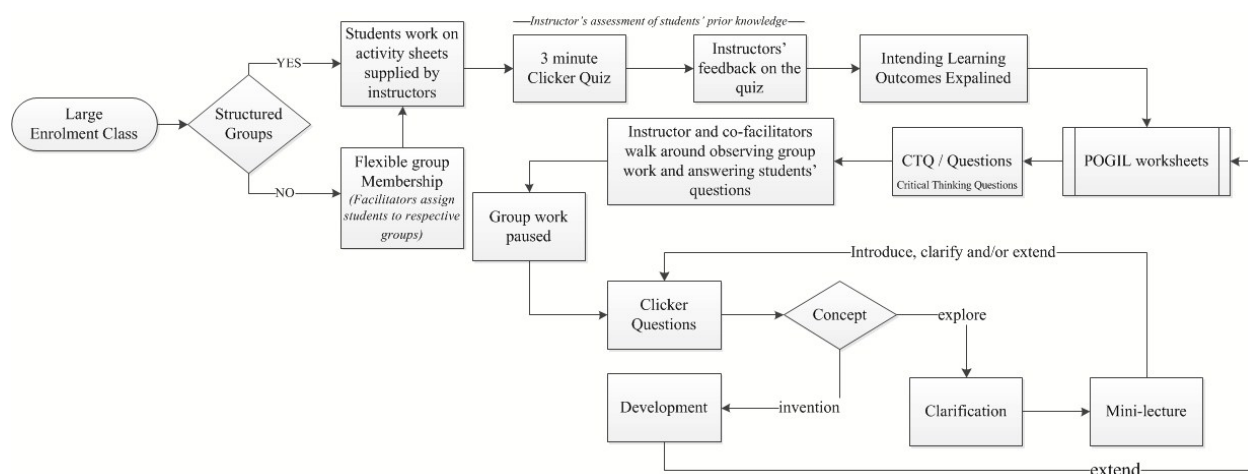 Instructor's assessment of students' prior knowledge
Large
Enrolment Class
Structured
Groups
YES
NO
Students work on
activity sheets
supplied by
instructors
Flexible group
Membership
(Facilitators assign
students to respective
groups)
3 minute
Clicker Quiz
Instructors'
feedback on the
quiz
Intending Learning
Outcomes Expalined
POGIL worksheets
CTQ / Questions
Critical Thinking Questions
Instructor and co-facilitators
walk around observing group
work and answering students'
questions
Group work
paused
Introduce, clarify and/or extend
Clicker
Questions
Concept
explore
Clarification
Mini-lecture
invention
Development
extend